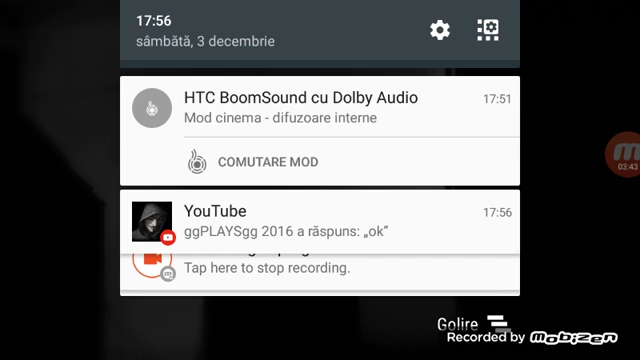 17:56
sâmbătă, 3 decembrie
HTC BoomSound cu Dolby Audio 17:51
Mod cinema - difuzoare interne
COMUTARE MOD
03:43
YouTube 17:56
ggPLAYSgg 2016 a răspuns: „ok”
Tap here to stop recording.
Golire
Recorded by Mobizen